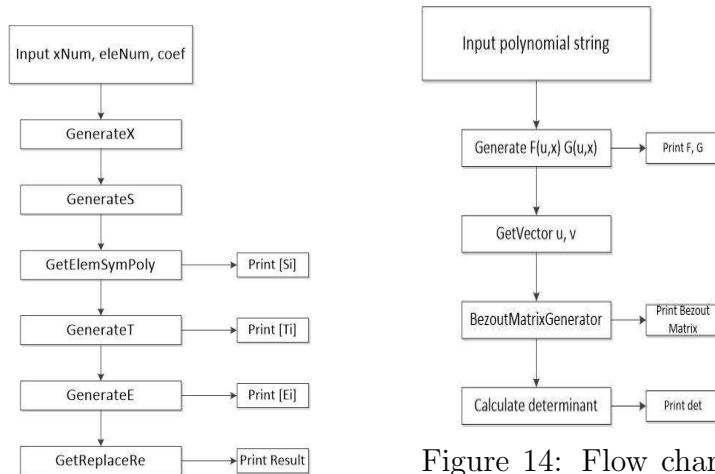 Input xNum, eleNum, coef
GenerateX
GenerateS
GetElemSymPoly
Print [Si]
GenerateT
Print [Ti]
GenerateE
Print [Ei]
GetReplaceRe
Print Result
Input polynomial string
Generate F(u,x) G(u,x)
Print F, G
GetVector u, v
BezoutMatrixGenerator
Print Bezout
Matrix
Calculate determinant
Print det
Figure 14: Flow char